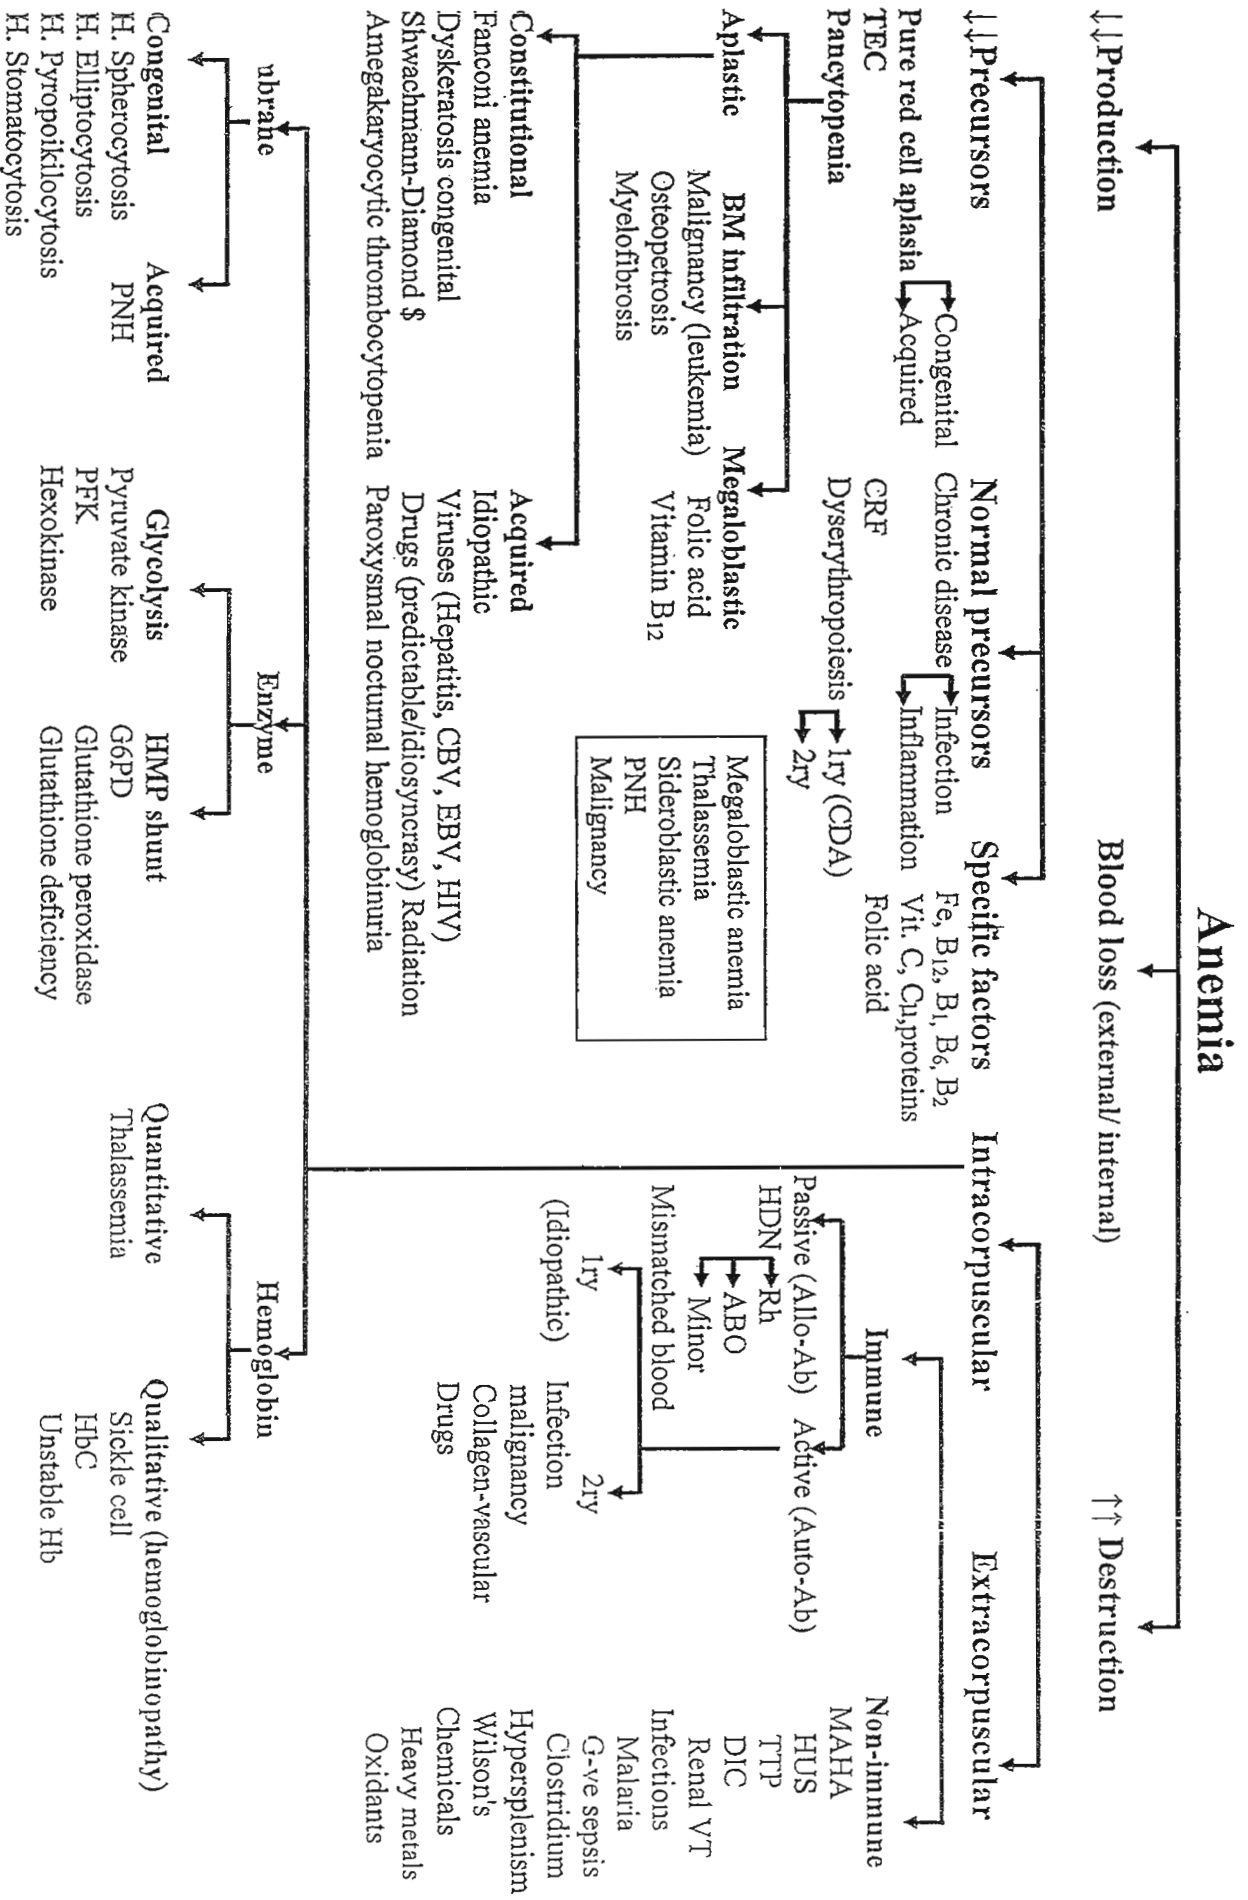 Anemia
↓↓Production
Blood loss (external/ internal)
↑↑ Destruction
↓↓Precursors
Normal precursors
Specific factors
Intracorpuscular
Extracorpuscular
Pure red cell aplasia
Congenital
Acquired
TEC
Pancytopenia
Chronic disease
Infection
Inflammation
CRF
Dyserythropoiesis
1ry (CDA)
2ry
Fe, B12, B1, B6, B2
Vit. C, Cu,proteins
Folic acid
Megaloblastic anemia
Thalassemia
Sideroblastic anemia
PNH
Malignancy
Aplastic
BM infiltration
Malignancy (leukemia)
Osteopetrosis
Myelofibrosis
Megaloblastic
Folic acid
Vitamin B12
Constitutional
Fanconi anemia
Dyskeratosis congenital
Shwachmann-Diamond $
Amegakaryocytic thrombocytopenia
Acquired
Idiopathic
Viruses (Hepatitis, CBV, EBV, HIV)
Drugs (predictable/idiosyncrasy) Radiation
Paroxysmal nocturnal hemoglobinuria
Immune
Passive (Allo-Ab)
HDN
Rh
ABO
Minor
Mismatched blood
Active (Auto-Ab)
1ry
(Idiopathic)
2ry
Infection
malignancy
Collagen-vascular
Drugs
Non-immune
MAHA
HUS
TTP
DIC
Renal VT
Infections
Malaria
G-ve sepsis
Clostridium
Hypersplenism
Wilson's
Chemicals
Heavy metals
Oxidants
nbrane
Congenital
H. Spherocytosis
H. Elliptocytosis
H. Pyropoikilocytosis
H. Stomatocytosis
Acquired
PNH
Enzyme
Glycolysis
Pyruvate kinase
PFK
Hexokinase
HMP shunt
G6PD
Glutathione peroxidase
Glutathione deficiency
Hemoglobin
Quantitative
Thalassemia
Qualitative (hemoglobinopathy)
Sickle cell
HbC
Unstable Hb